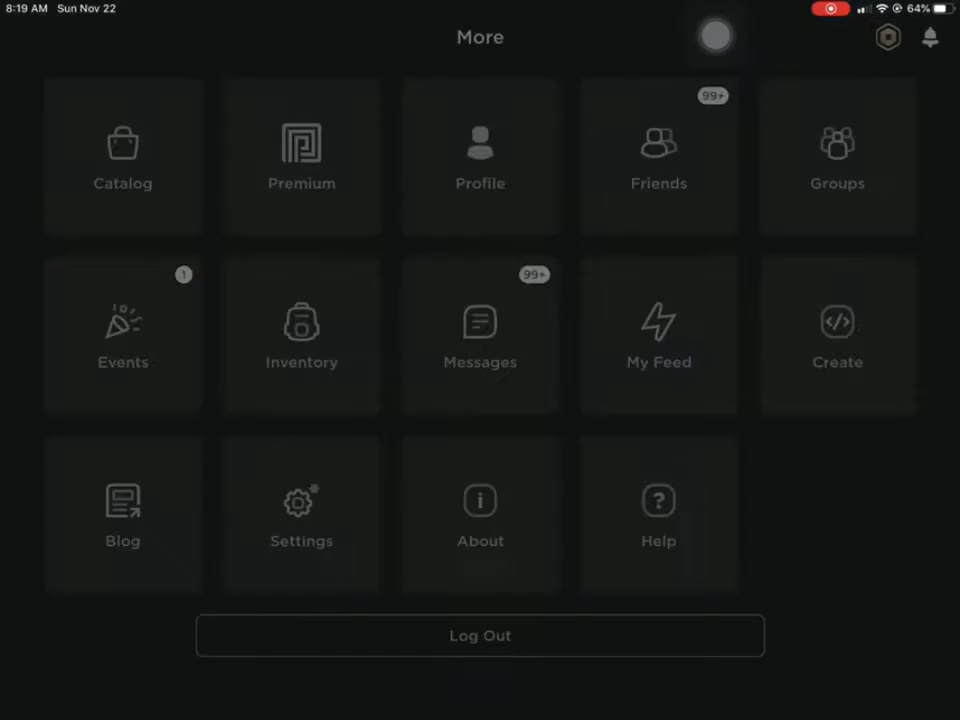 8:19 AM Sun Nov 22 64%
More
99+
Catalog Premium Profile Friends Groups
1 99+
Events Inventory Messages My Feed Create
Blog Settings About Help
Log Out